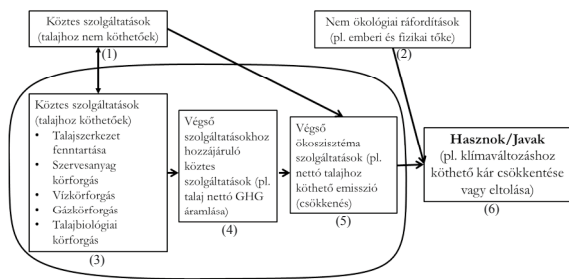 Köztes szolgáltatások
(talajhoz nem köthetőek)
(1)
Nem ökológiai ráfordítások
(pl. emberi és fizikai tőke)
(2)
Köztes szolgáltatások
(talajhoz köthetőek)
• Talajszerkezet
fenntartása
• Szervesanyag
körforgás
• Vízkörforgás
• Gázkörforgás
• Talajbiológiai
körforgás
(3)
Végső
szolgáltatásokhoz
hozzájáruló
köztes
szolgáltatások (pl.
talaj nettó GHG
áramlása)
(4)
Végső
ökoszisztéma
szolgáltatások (pl.
nettó talajhoz
köthető emisszió
(csökkenés)
(5)
Hasznok/Javak
(pl. klímaváltozáshoz
köthető kár csökkentése
vagy eltolása)
(6)